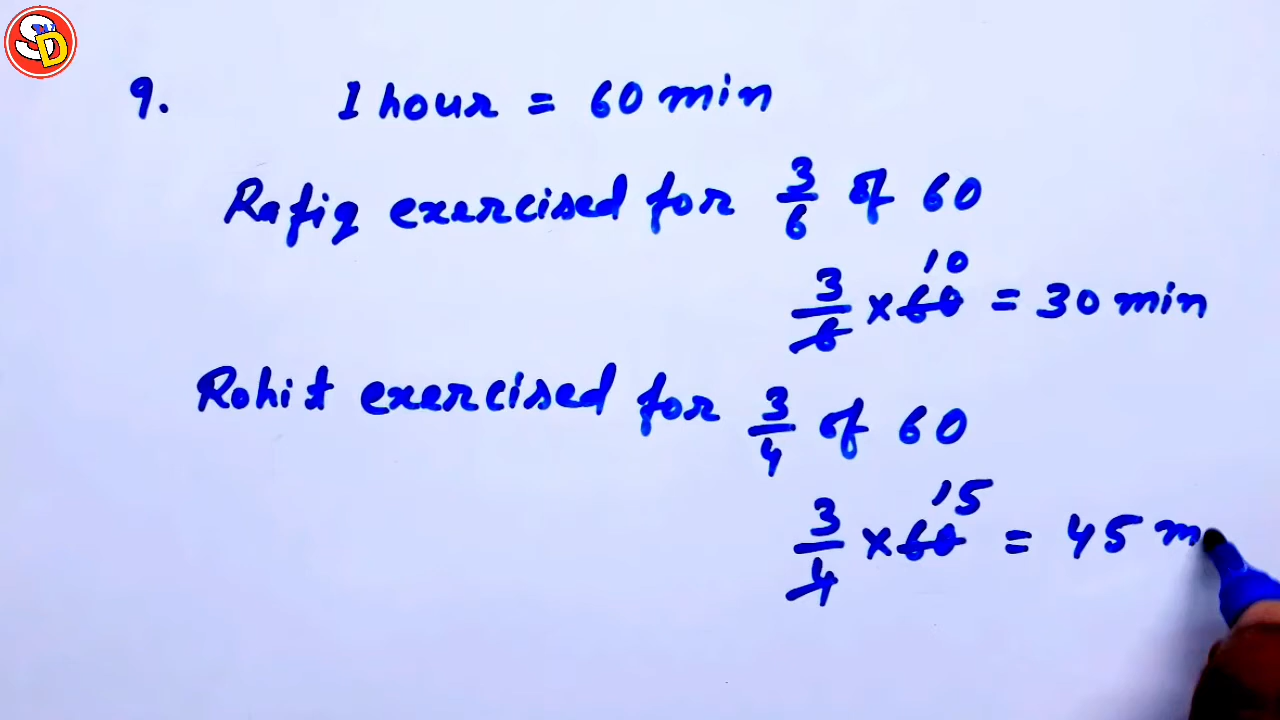 SD
9. 1 hour = 60 min
Rafiq exercised for 3/6 of 60
10
3/6 × 60 = 30 min
Rohit exercised for 3/4 of 60
15
3/4 × 60 = 45 m